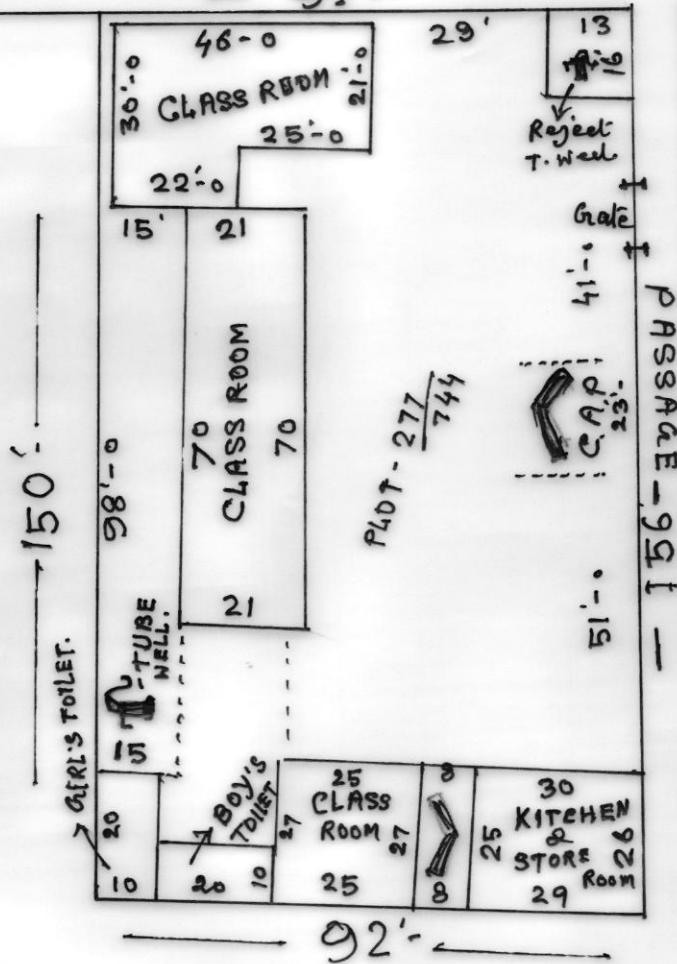 46-0
30'-0
CLASS ROOM
21'-0
25'-0
22'-0
29'
13
16
Reject
T. Well
Gate
15'
21
41'-0
70
CLASS ROOM
70
PLOT - 277
744
C.A.P
23'-
PASSAGE - 156'
150'-
98'-0
21
51'-0
TUBE
WELL.
GIRL'S TOILET.
15
BOY'S
TOILET
20
10
20
10
25
CLASS
ROOM
27
27
25
8
8
30
25
KITCHEN
&
STORE
ROOM
26
29
92'-